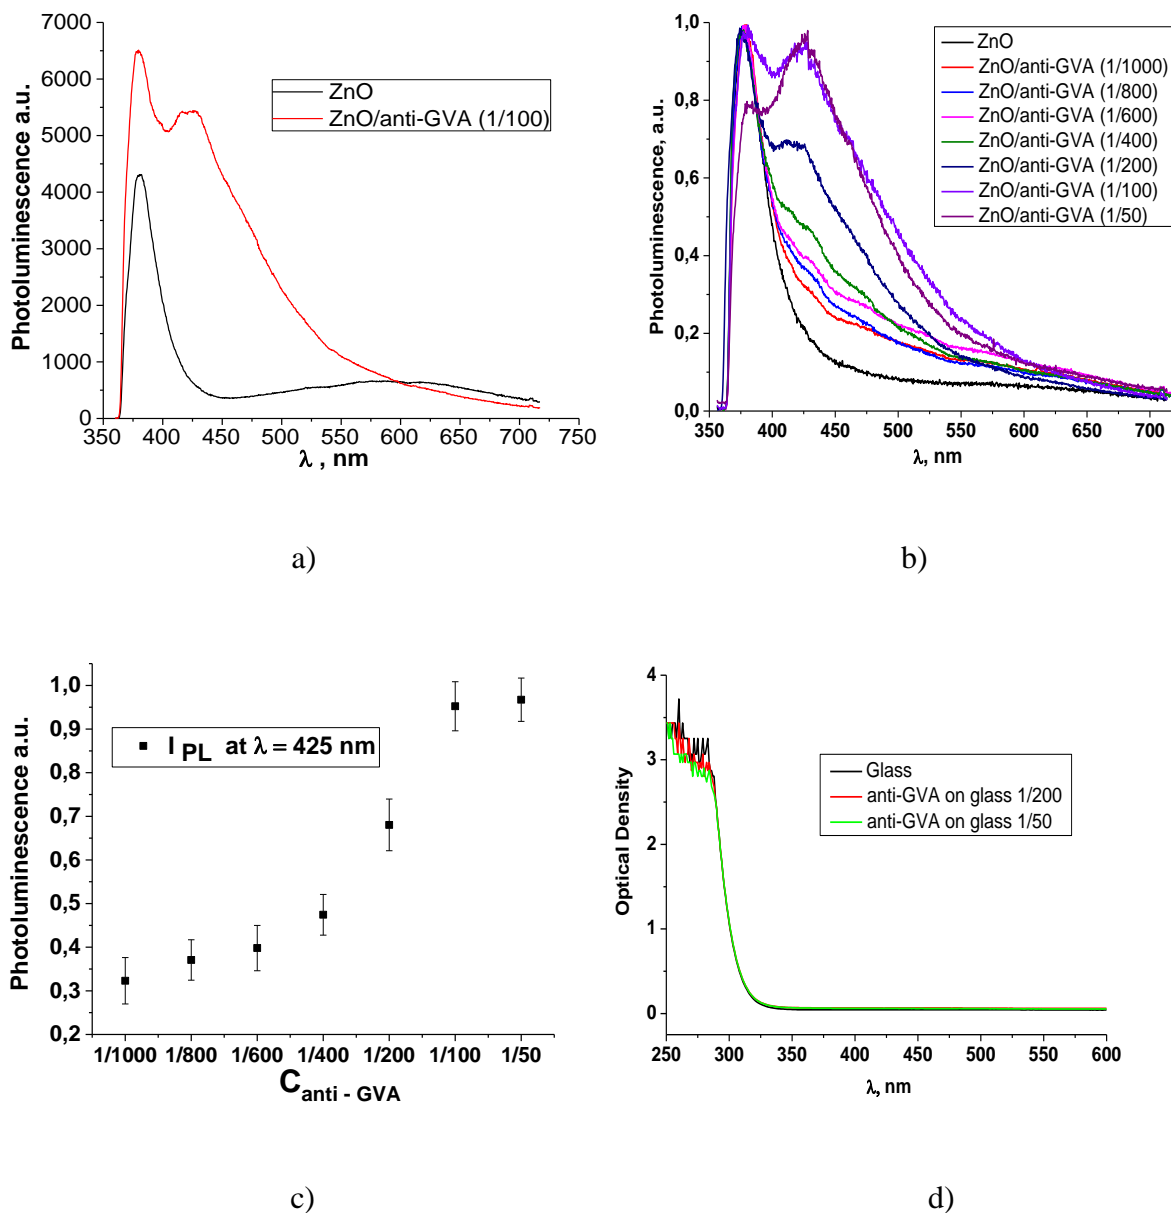 Photoluminescence a.u.
7000
6000
5000
4000
3000
2000
1000
0
ZnO
ZnO/anti-GVA (1/100)
350 400 450 500 550 600 650 700 750
λ , nm
a)
Photoluminescence, a.u.
1,0
0,8
0,6
0,4
0,2
0,0
ZnO
ZnO/anti-GVA (1/1000)
ZnO/anti-GVA (1/800)
ZnO/anti-GVA (1/600)
ZnO/anti-GVA (1/400)
ZnO/anti-GVA (1/200)
ZnO/anti-GVA (1/100)
ZnO/anti-GVA (1/50)
350 400 450 500 550 600 650 700
λ, nm
b)
Photoluminescence a.u.
1,0
0,9
0,8
0,7
0,6
0,5
0,4
0,3
0,2
I PL at λ = 425 nm
1/1000 1/800 1/600 1/400 1/200 1/100 1/50
C anti - GVA
c)
Optical Density
4
3
2
1
0
Glass
anti-GVA on glass 1/200
anti-GVA on glass 1/50
250 300 350 400 450 500 550 600
λ, nm
d)